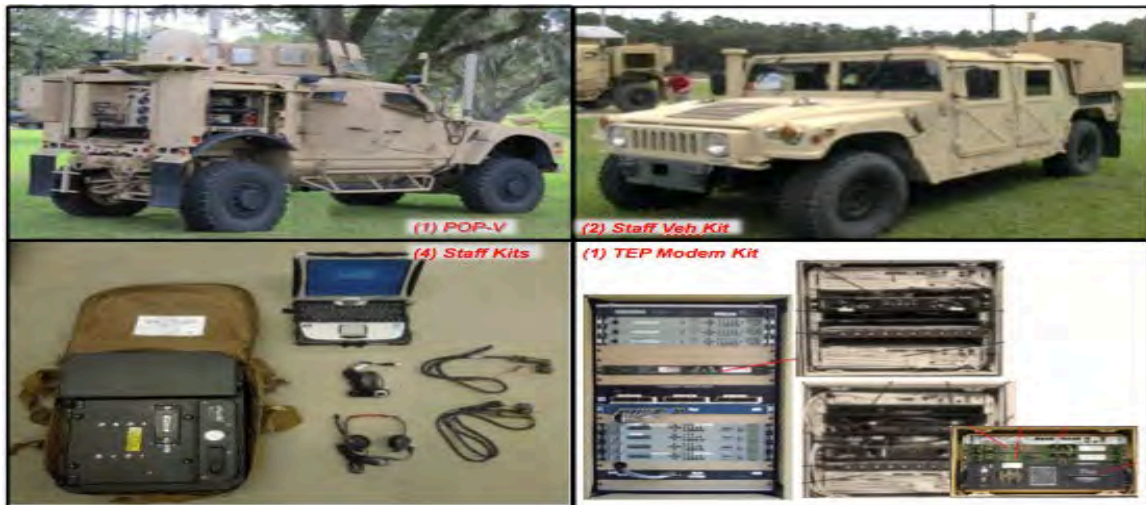 (1) POP-V
(2) Staff Veh Kit
(4) Staff Kits
(1) TEP Modem Kit